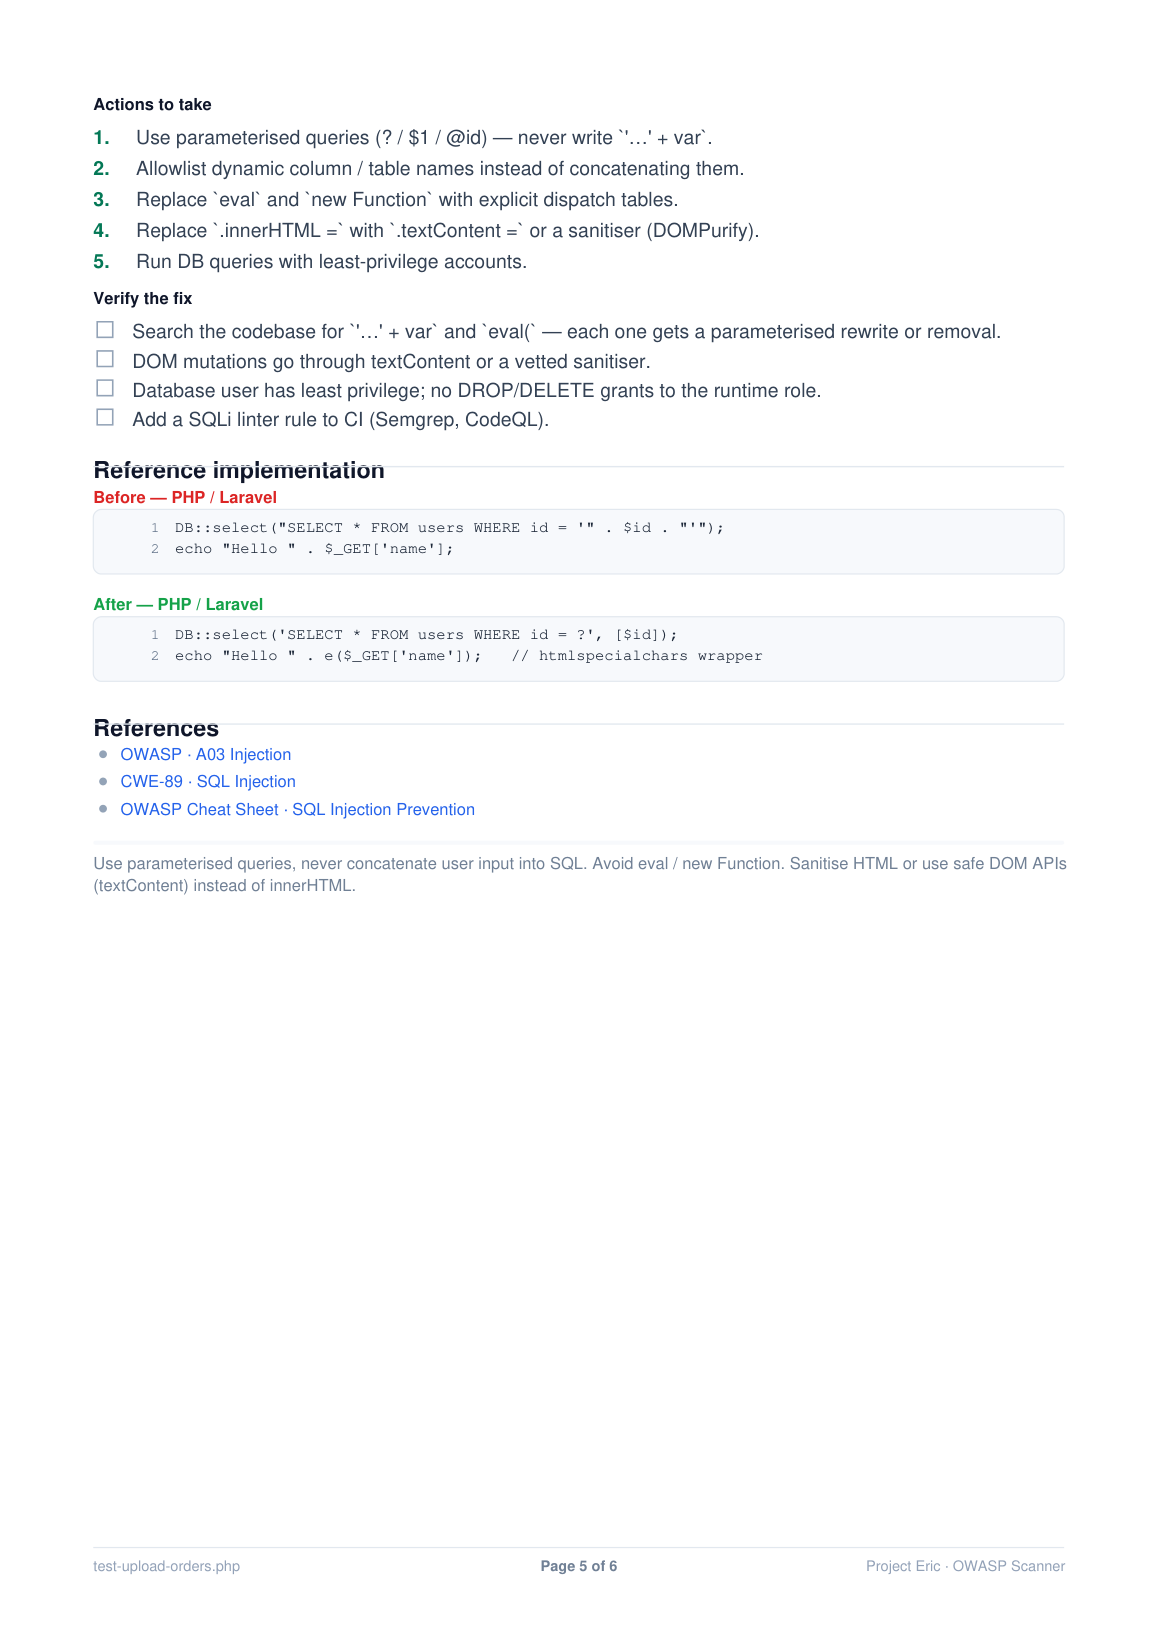 Actions to take
1. Use parameterised queries (? / $1 / @id) — never write `'…' + var`.
2. Allowlist dynamic column / table names instead of concatenating them.
3. Replace `eval` and `new Function` with explicit dispatch tables.
4. Replace `.innerHTML =` with `.textContent =` or a sanitiser (DOMPurify).
5. Run DB queries with least-privilege accounts.
Verify the fix
☐ Search the codebase for `'…' + var` and `eval(` — each one gets a parameterised rewrite or removal.
☐ DOM mutations go through textContent or a vetted sanitiser.
☐ Database user has least privilege; no DROP/DELETE grants to the runtime role.
☐ Add a SQLi linter rule to CI (Semgrep, CodeQL).
Reference implementation
Before — PHP / Laravel
1 DB::select("SELECT * FROM users WHERE id = '" . $id . "'");
2 echo "Hello " . $_GET['name'];
After — PHP / Laravel
1 DB::select('SELECT * FROM users WHERE id = ?', [$id]);
2 echo "Hello " . e($_GET['name']);   // htmlspecialchars wrapper
References
● OWASP · A03 Injection
● CWE-89 · SQL Injection
● OWASP Cheat Sheet · SQL Injection Prevention
Use parameterised queries, never concatenate user input into SQL. Avoid eval / new Function. Sanitise HTML or use safe DOM APIs
(textContent) instead of innerHTML.
test-upload-orders.php Page 5 of 6 Project Eric · OWASP Scanner